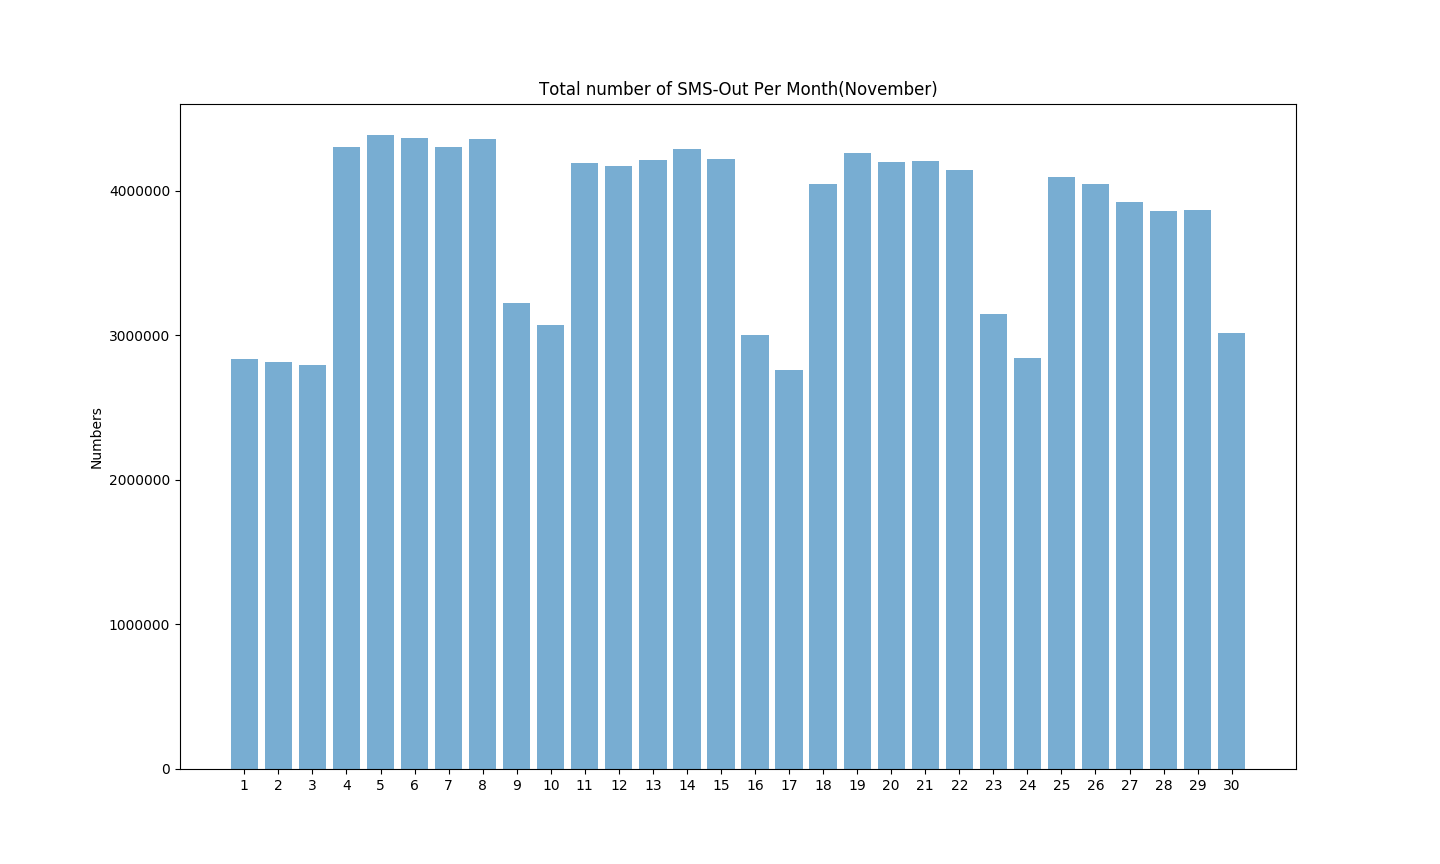 Total number of SMS-Out Per Month(November)
4000000
3000000
2000000
1000000
0
Numbers
1 2 3 4 5 6 7 8 9 10 11 12 13 14 15 16 17 18 19 20 21 22 23 24 25 26 27 28 29 30